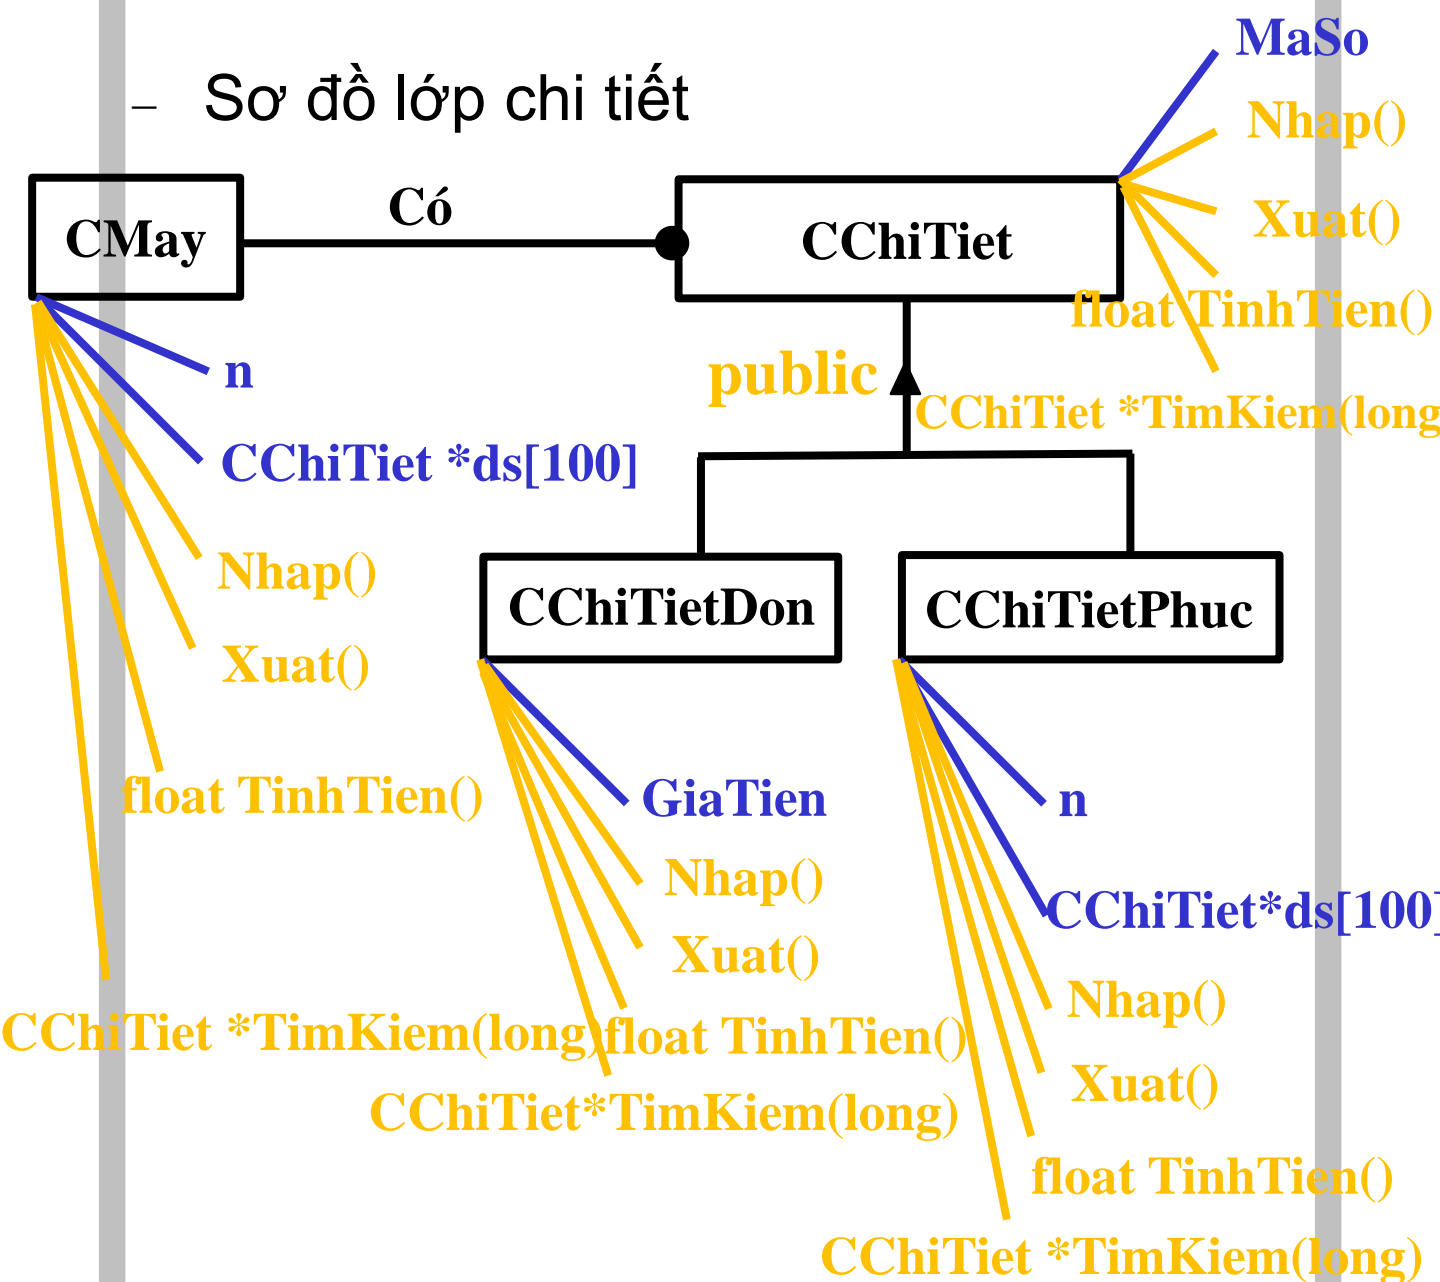 – Sơ đồ lớp chi tiết
MaSo
Nhap()
Xuat()
float TinhTien()
CChiTiet *TimKiem(long
CMay
Có
CChiTiet
public
n
CChiTiet *ds[100]
Nhap()
Xuat()
float TinhTien()
CChiTiet *TimKiem(long)
CChiTietDon
GiaTien
Nhap()
Xuat()
float TinhTien()
CChiTiet*TimKiem(long)
CChiTietPhuc
n
CChiTiet*ds[100]
Nhap()
Xuat()
float TinhTien()
CChiTiet *TimKiem(long)